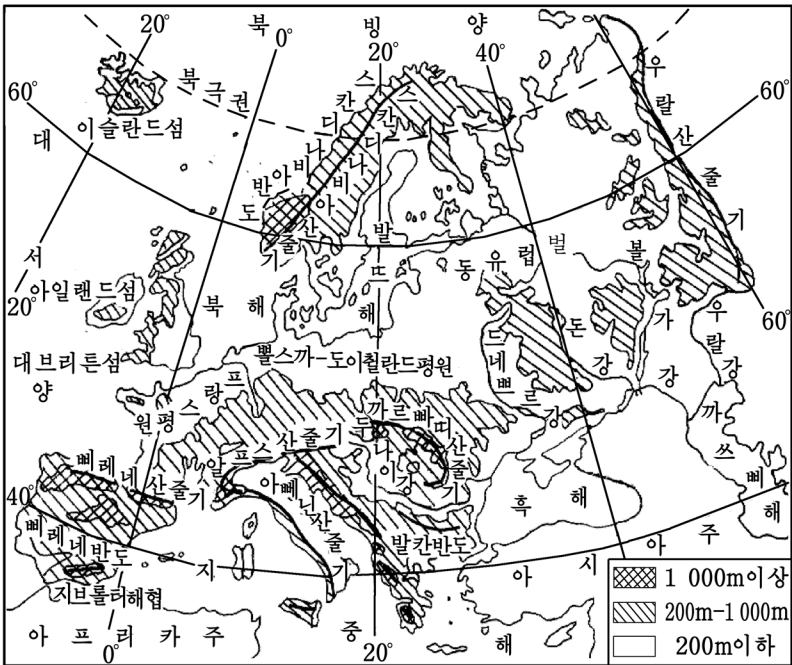 북빙양
20°
0°
20°
40°
60°
60°
북극권
이슬란드섬
스칸디나비아반도
스칸디나비아산줄기
우랄산줄기
대서양
20°
60°
아일랜드섬
대브리튼섬
북해
발뜨해
동유럽벌
볼가강
우랄강
돈강
드네쁘르강
뽈스까-도이췰란드평원
프랑스평원
까르빠띠산줄기
두나이강
알프스산줄기
아뻬닌산줄기
삐레네산줄기
삐레네반도
발칸반도
흑해
까쓰삐해
40°
40°
지브롤터해협
지중해
아시아주
아프리카주
0°
20°
1 000m이상
200m-1 000m
200m이하